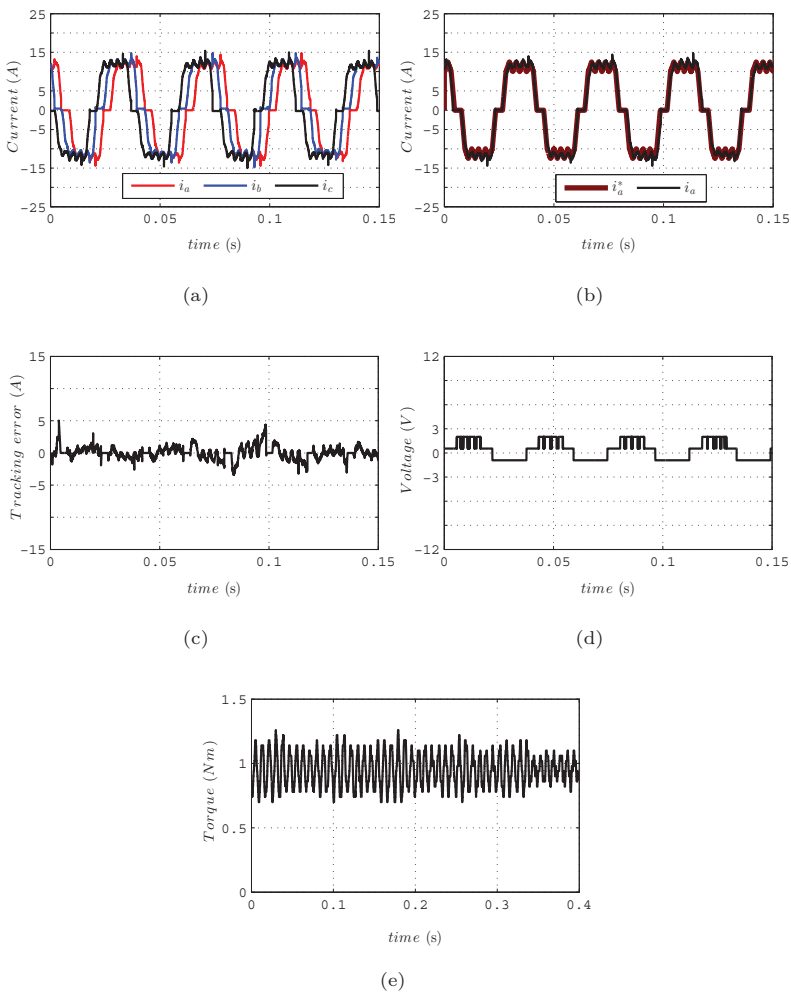 25
15
10
5
0
−5
−15
−25
Current (A)
0
0.05
0.1
0.15
time (s)
i_a
i_b
i_c
(a)
25
15
10
5
0
−5
−15
−25
Current (A)
0
0.05
0.1
0.15
time (s)
i_a^*
i_a
(b)
15
5
0
−5
−15
Tracking error (A)
0
0.05
0.1
0.15
time (s)
(c)
12
3
0
−3
−12
Voltage (V)
0
0.05
0.1
0.15
time (s)
(d)
1.5
1
0.5
0
Torque (Nm)
0
0.1
0.2
0.3
0.4
time (s)
(e)